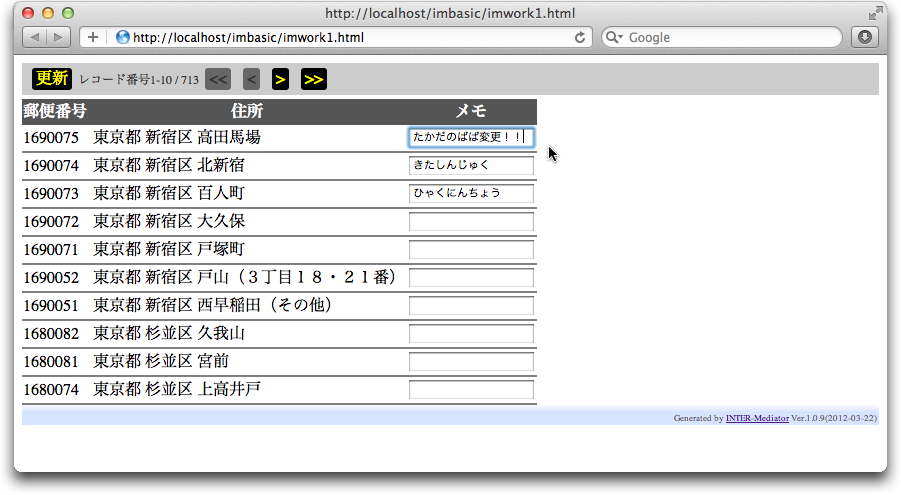 http://localhost/imbasic/imwork1.html
http://localhost/imbasic/imwork1.html Google
更新 レコード番号1-10 / 713 << < > >>
郵便番号 住所 メモ
1690075 東京都 新宿区 高田馬場 たかだのばば変更！！
1690074 東京都 新宿区 北新宿 きたしんじゅく
1690073 東京都 新宿区 百人町 ひゃくにんちょう
1690072 東京都 新宿区 大久保
1690071 東京都 新宿区 戸塚町
1690052 東京都 新宿区 戸山（３丁目１８・２１番）
1690051 東京都 新宿区 西早稲田（その他）
1680082 東京都 杉並区 久我山
1680081 東京都 杉並区 宮前
1680074 東京都 杉並区 上高井戸
Generated by INTER-Mediator Ver.1.0.9(2012-03-22)